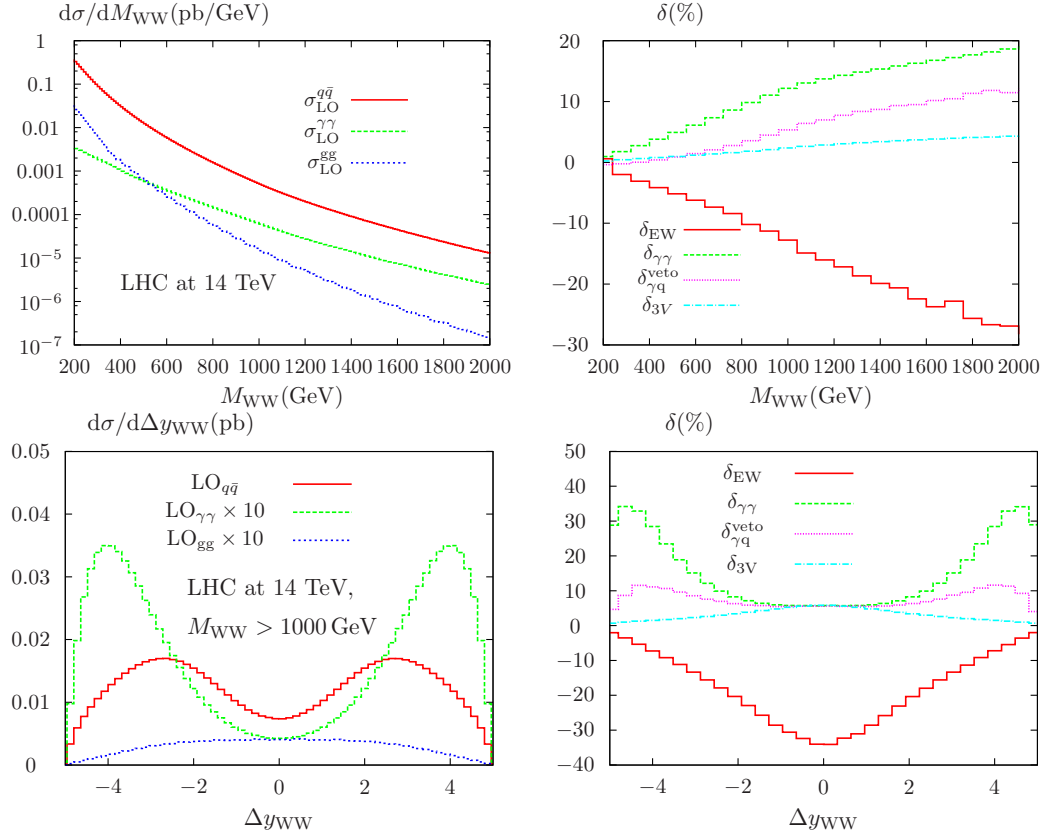 dσ/dM_WW(pb/GeV)
1
0.1
0.01
0.001
0.0001
10⁻⁵
10⁻⁶
10⁻⁷
σ_LO^{qq̄}
σ_LO^{γγ}
σ_LO^{gg}
LHC at 14 TeV
200 400 600 800 1000 1200 1400 1600 1800 2000
M_WW(GeV)
δ(%)
20
10
0
−10
−20
−30
δ_EW
δ_γγ
δ_γq^veto
δ_3V
200 400 600 800 1000 1200 1400 1600 1800 2000
M_WW(GeV)
dσ/dΔy_WW(pb)
0.05
0.04
0.03
0.02
0.01
0
LO_{qq̄}
LO_γγ × 10
LO_gg × 10
LHC at 14 TeV,
M_WW > 1000 GeV
−4 −2 0 2 4
Δy_WW
δ(%)
50
40
30
20
10
0
−10
−20
−30
−40
δ_EW
δ_γγ
δ_γq^veto
δ_3V
−4 −2 0 2 4
Δy_WW